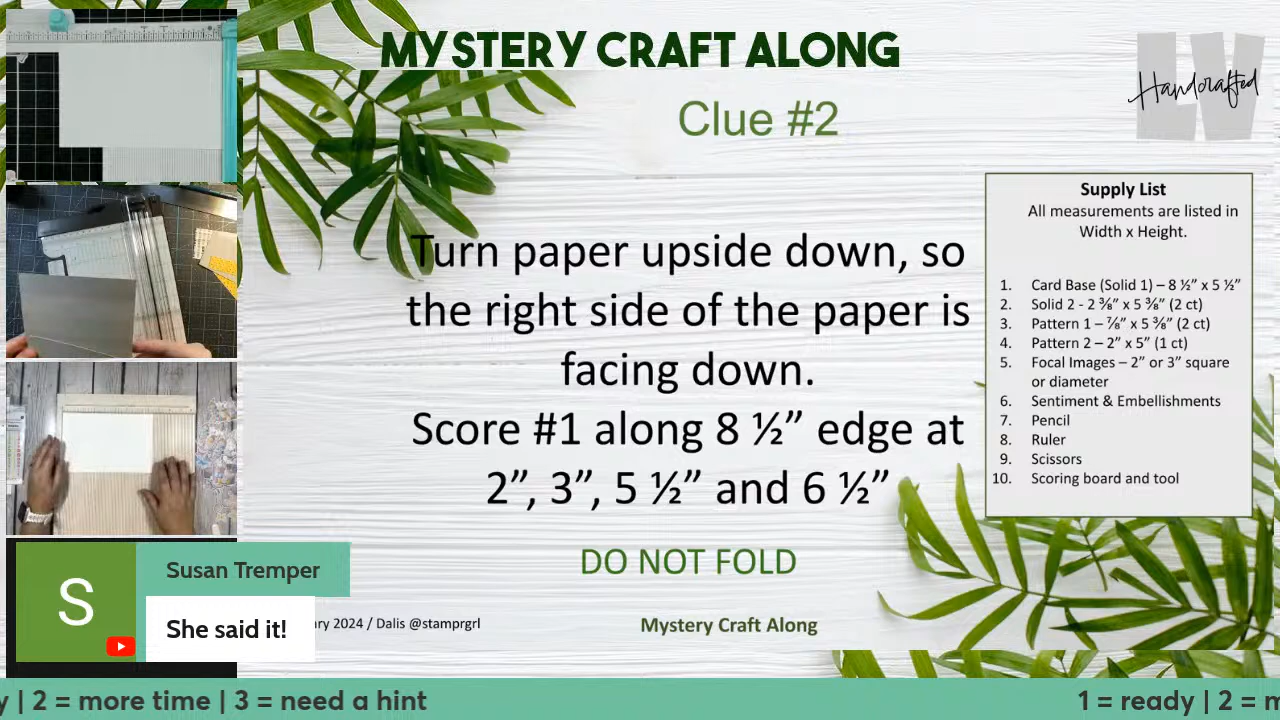 MYSTERY CRAFT ALONG
Handcrafted
Clue #2
Turn paper upside down, so
the right side of the paper is
facing down.
Score #1 along 8 ½” edge at
2”, 3”, 5 ½” and 6 ½”
DO NOT FOLD
Supply List
All measurements are listed in
Width x Height.
1. Card Base (Solid 1) – 8 ½” x 5 ½”
2. Solid 2 - 2 ⅜” x 5 ⅜” (2 ct)
3. Pattern 1 – ⅞” x 5 ⅜” (2 ct)
4. Pattern 2 – 2” x 5” (1 ct)
5. Focal Images – 2” or 3” square
or diameter
6. Sentiment & Embellishments
7. Pencil
8. Ruler
9. Scissors
10. Scoring board and tool
S
Susan Tremper
She said it!
ry 2024 / Dalis @stamprgrl
Mystery Craft Along
y | 2 = more time | 3 = need a hint
1 = ready | 2 = m